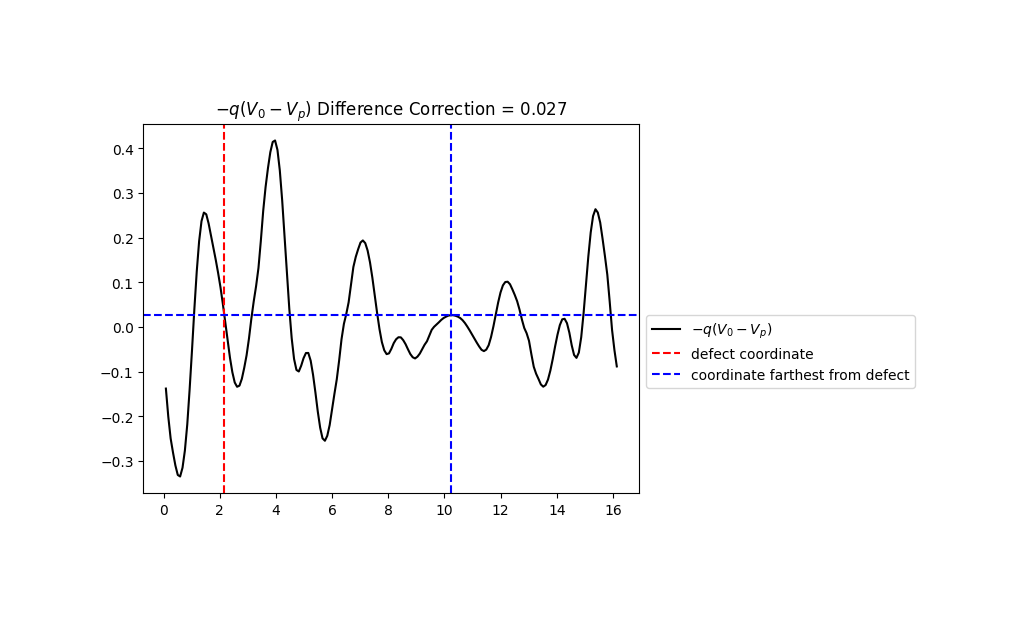 −q(V₀ − Vₚ) Difference Correction = 0.027
0.4
0.3
0.2
0.1
0.0
−0.1
−0.2
−0.3
0 2 4 6 8 10 12 14 16
−q(V₀ − Vₚ)
defect coordinate
coordinate farthest from defect